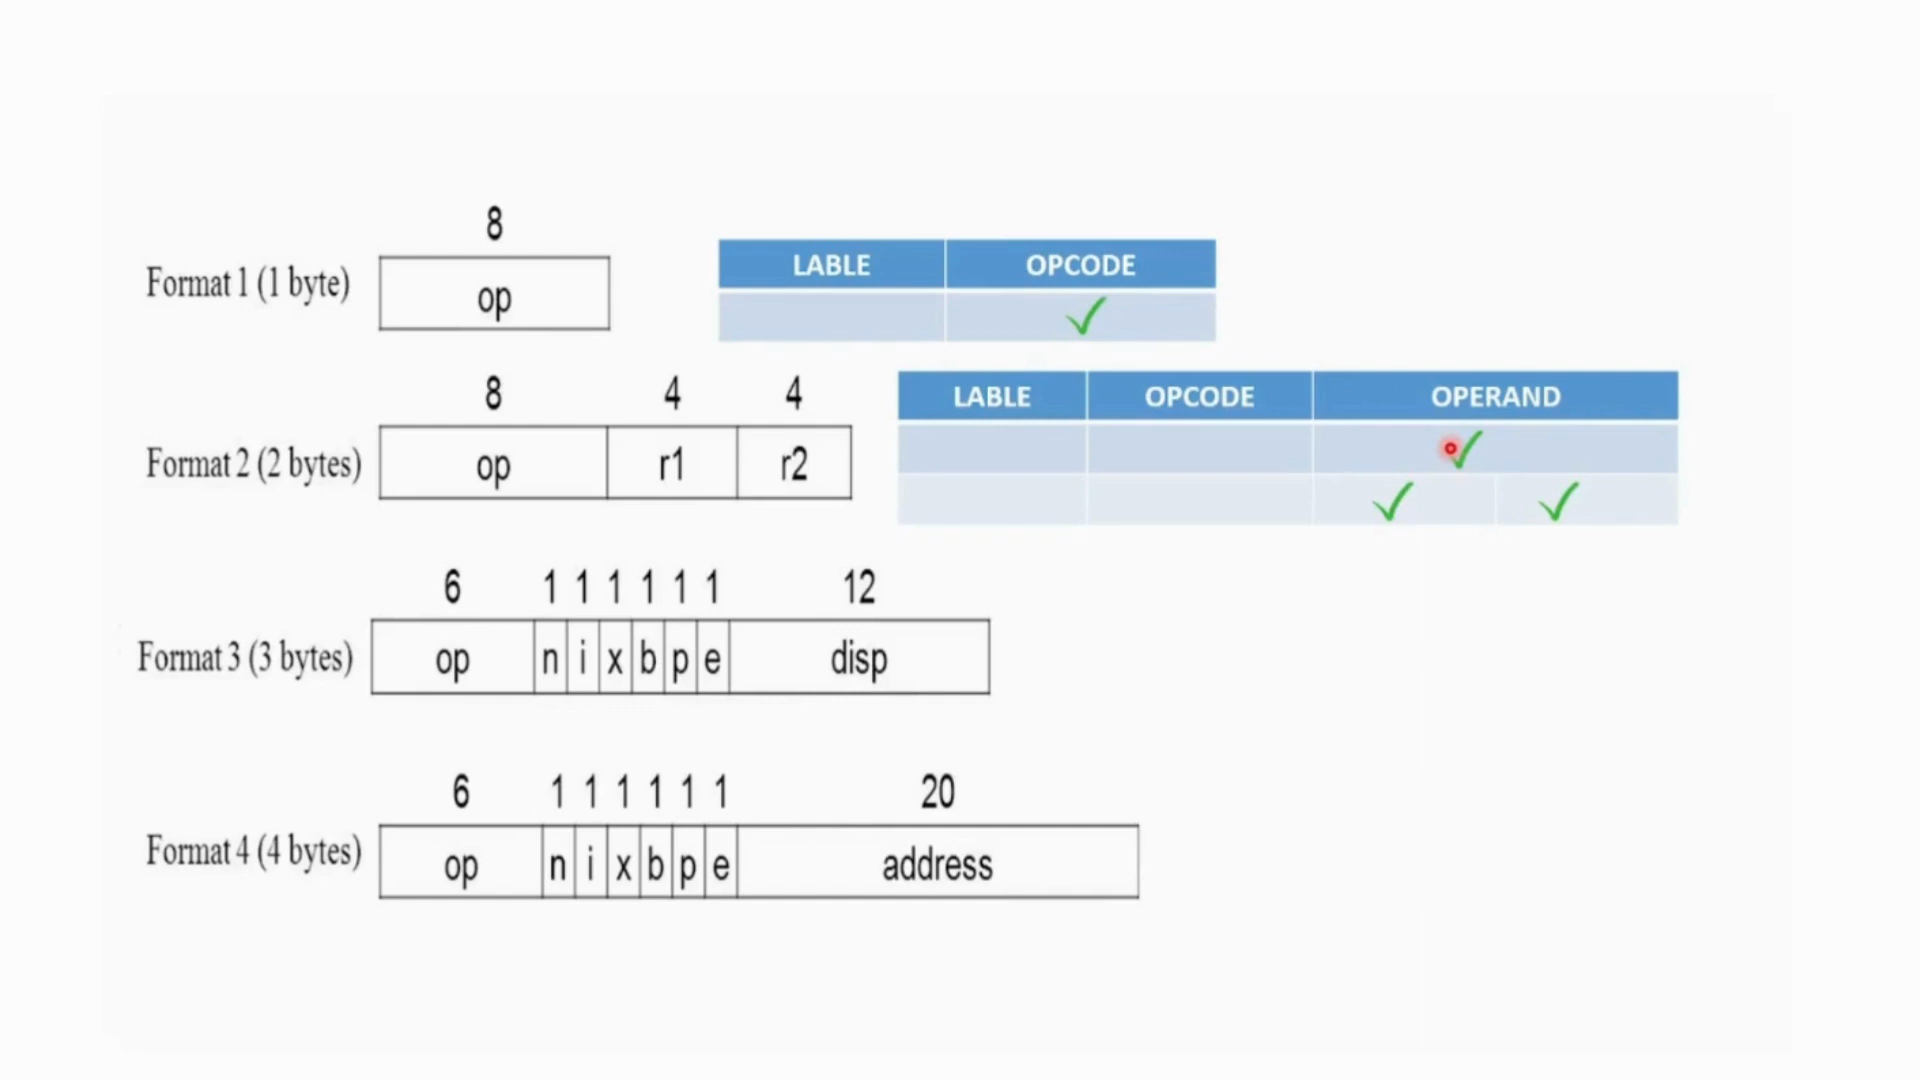 8
Format 1 (1 byte)
op
LABLE OPCODE
8 4 4
Format 2 (2 bytes)
op r1 r2
LABLE OPCODE OPERAND
6 1 1 1 1 1 1 12
Format 3 (3 bytes)
op n i x b p e disp
6 1 1 1 1 1 1 20
Format 4 (4 bytes)
op n i x b p e address